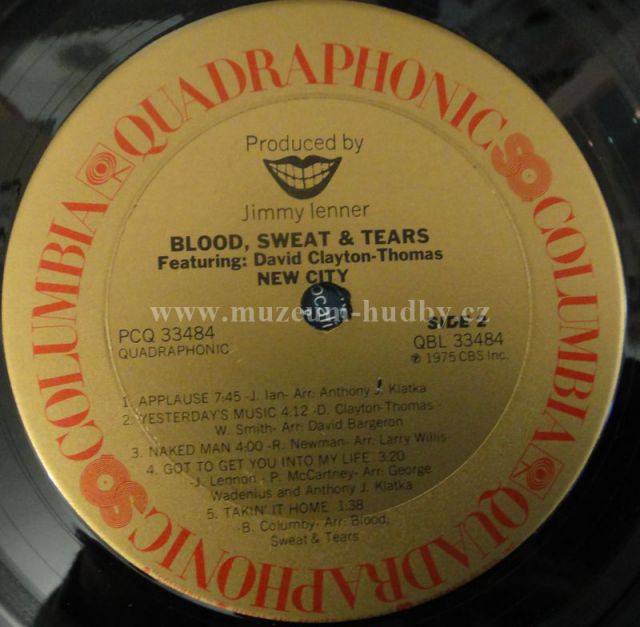 COLUMBIA QUADRAPHONIC SQ COLUMBIA QUADRAPHONIC SQ
Produced by
Jimmy Ienner
BLOOD, SWEAT & TEARS
Featuring: David Clayton-Thomas
NEW CITY
www.muzeum-hudby.cz
PCQ 33484
QUADRAPHONIC
SIDE 2
QBL 33484
℗ 1975 CBS Inc.
1. APPLAUSE 7:45 -J. Ian- Arr: Anthony J. Klatka
2. YESTERDAY'S MUSIC 4:12 -D. Clayton-Thomas -
W. Smith- Arr: David Bargeron
3. NAKED MAN 4:00 -R. Newman- Arr: Larry Willis
4. GOT TO GET YOU INTO MY LIFE 3:20
-J. Lennon - P. McCartney- Arr: George
Wadenius and Anthony J. Klatka
5. TAKIN' IT HOME 1:38
-B. Columby- Arr: Blood,
Sweat & Tears